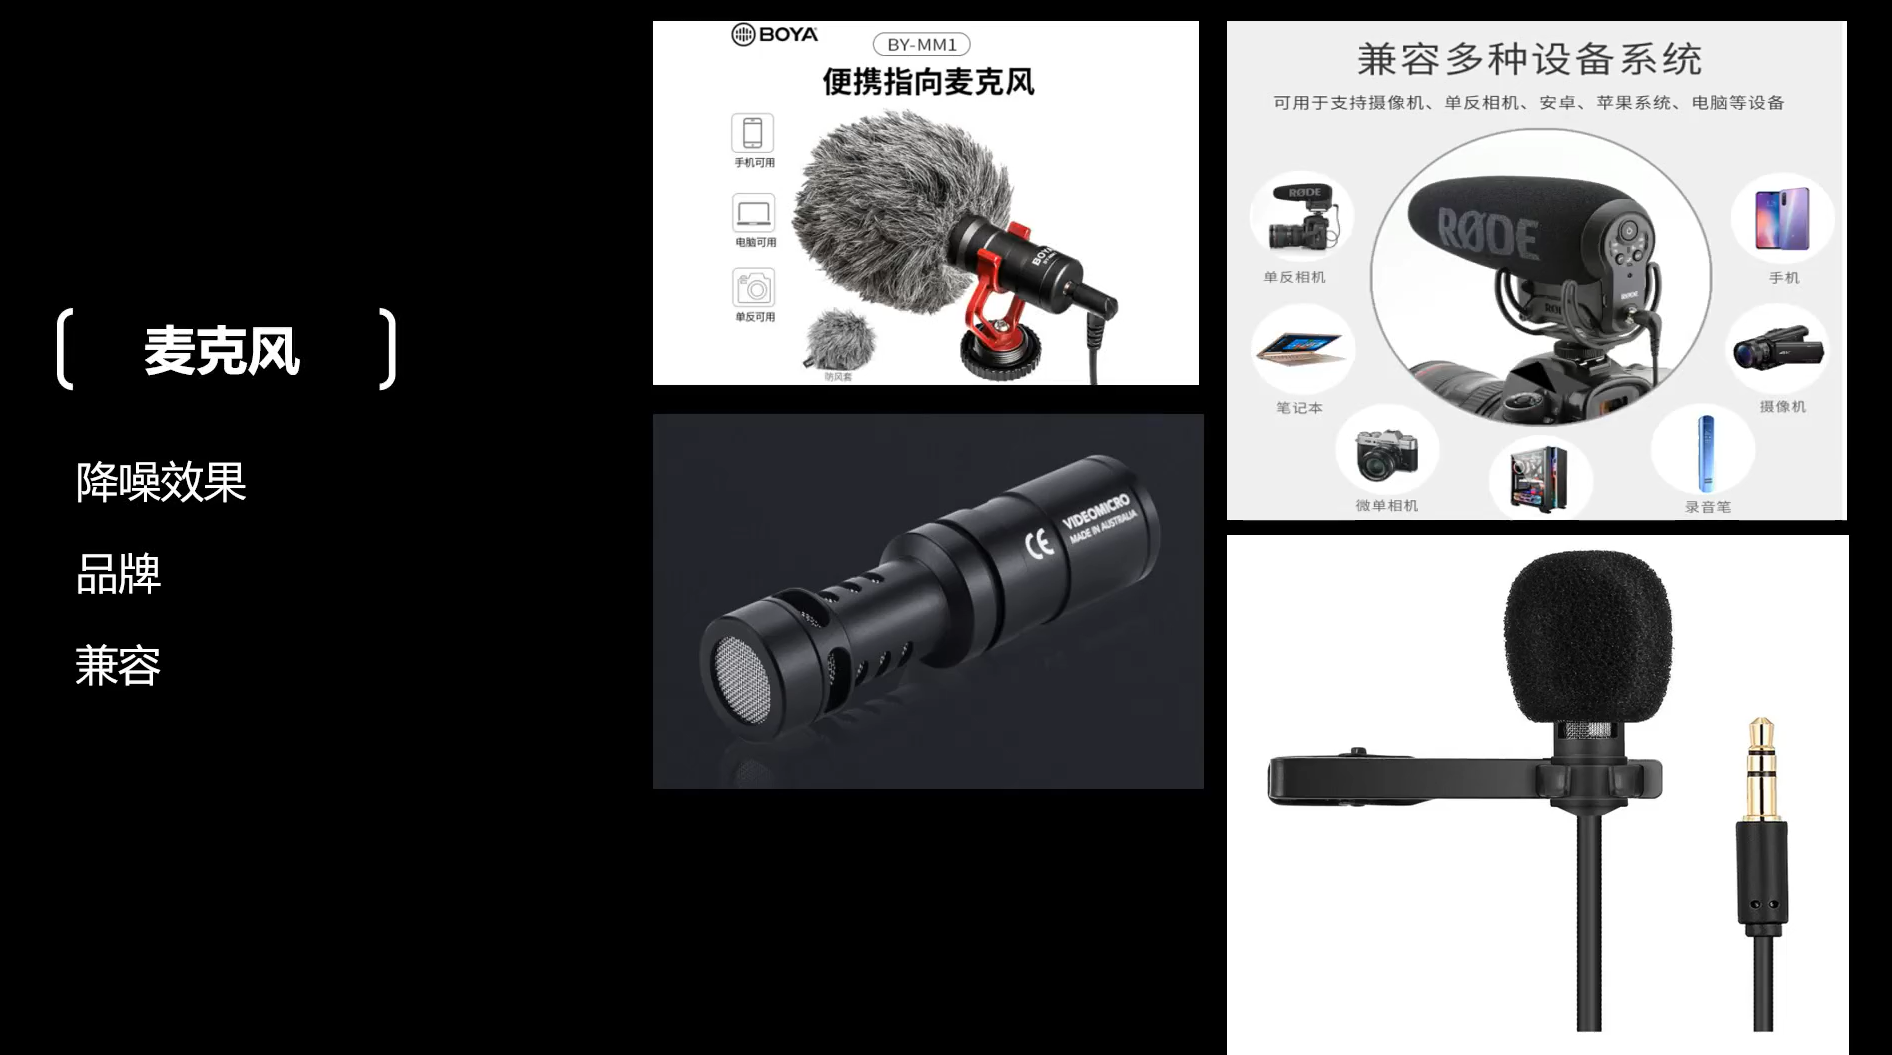 麦克风
降噪效果
品牌
兼容
BOYA
BY-MM1
便携指向麦克风
手机可用
电脑可用
单反可用
防风套
BOYA
VIDEOMICRO
MADE IN AUSTRALIA
CE
兼容多种设备系统
可用于支持摄像机、单反相机、安卓、苹果系统、电脑等设备
RØDE
RØDE
RØDE
单反相机
手机
笔记本
摄像机
微单相机
录音笔